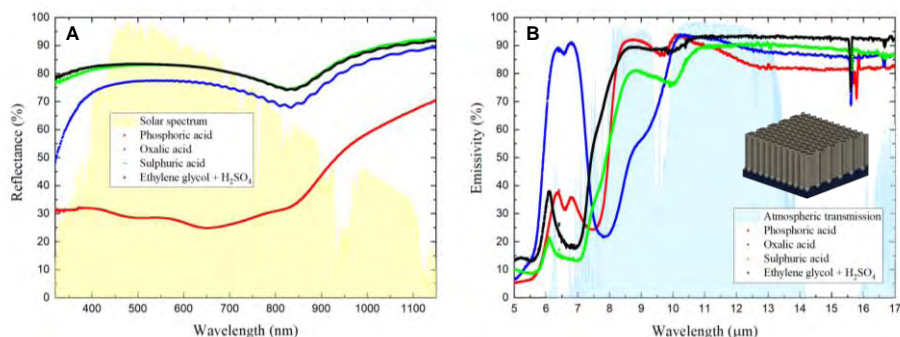 A
100
90
80
70
60
50
40
30
20
10
0
Reflectance (%)
Solar spectrum
Phosphoric acid
Oxalic acid
Sulphuric acid
Ethylene glycol + H₂SO₄
400 500 600 700 800 900 1000 1100
Wavelength (nm)
B
100
90
80
70
60
50
40
30
20
10
0
Emissivity (%)
Atmospheric transmission
Phosphoric acid
Oxalic acid
Sulphuric acid
Ethylene glycol + H₂SO₄
5 6 7 8 9 10 11 12 13 14 15 16 17
Wavelength (μm)